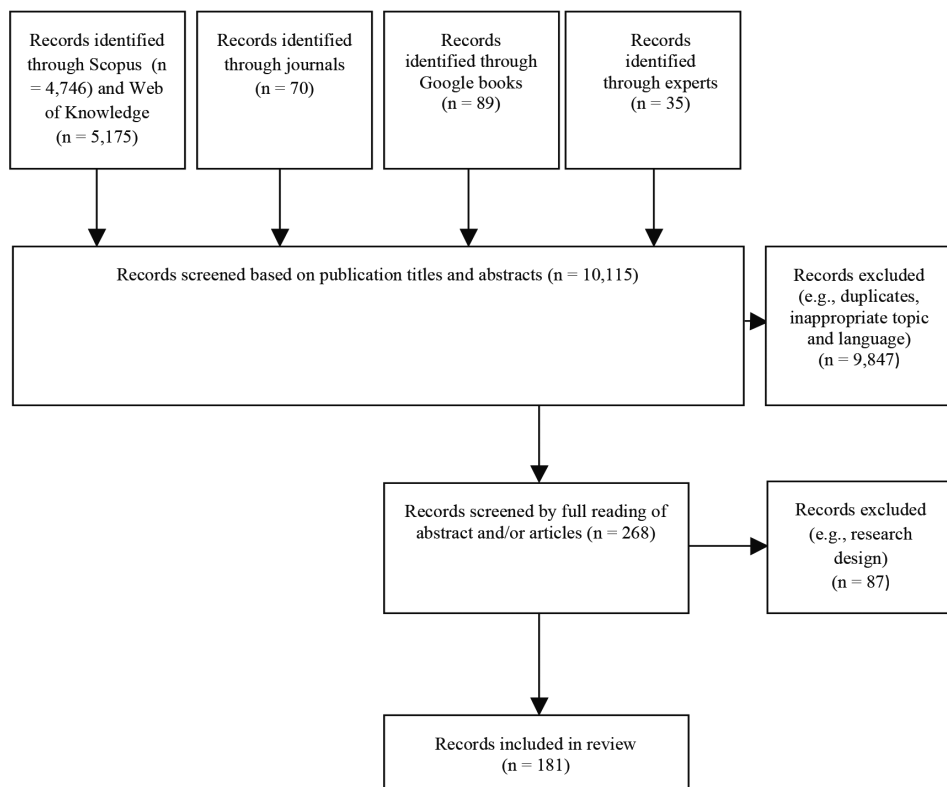 Records identified
through Scopus (n
= 4,746) and Web
of Knowledge
(n = 5,175)
Records identified
through journals
(n = 70)
Records
identified through
Google books
(n = 89)
Records
identified
through experts
(n = 35)
Records screened based on publication titles and abstracts (n = 10,115)
Records excluded
(e.g., duplicates,
inappropriate topic
and language)
(n = 9,847)
Records screened by full reading of
abstract and/or articles (n = 268)
Records excluded
(e.g., research
design)
(n = 87)
Records included in review
(n = 181)